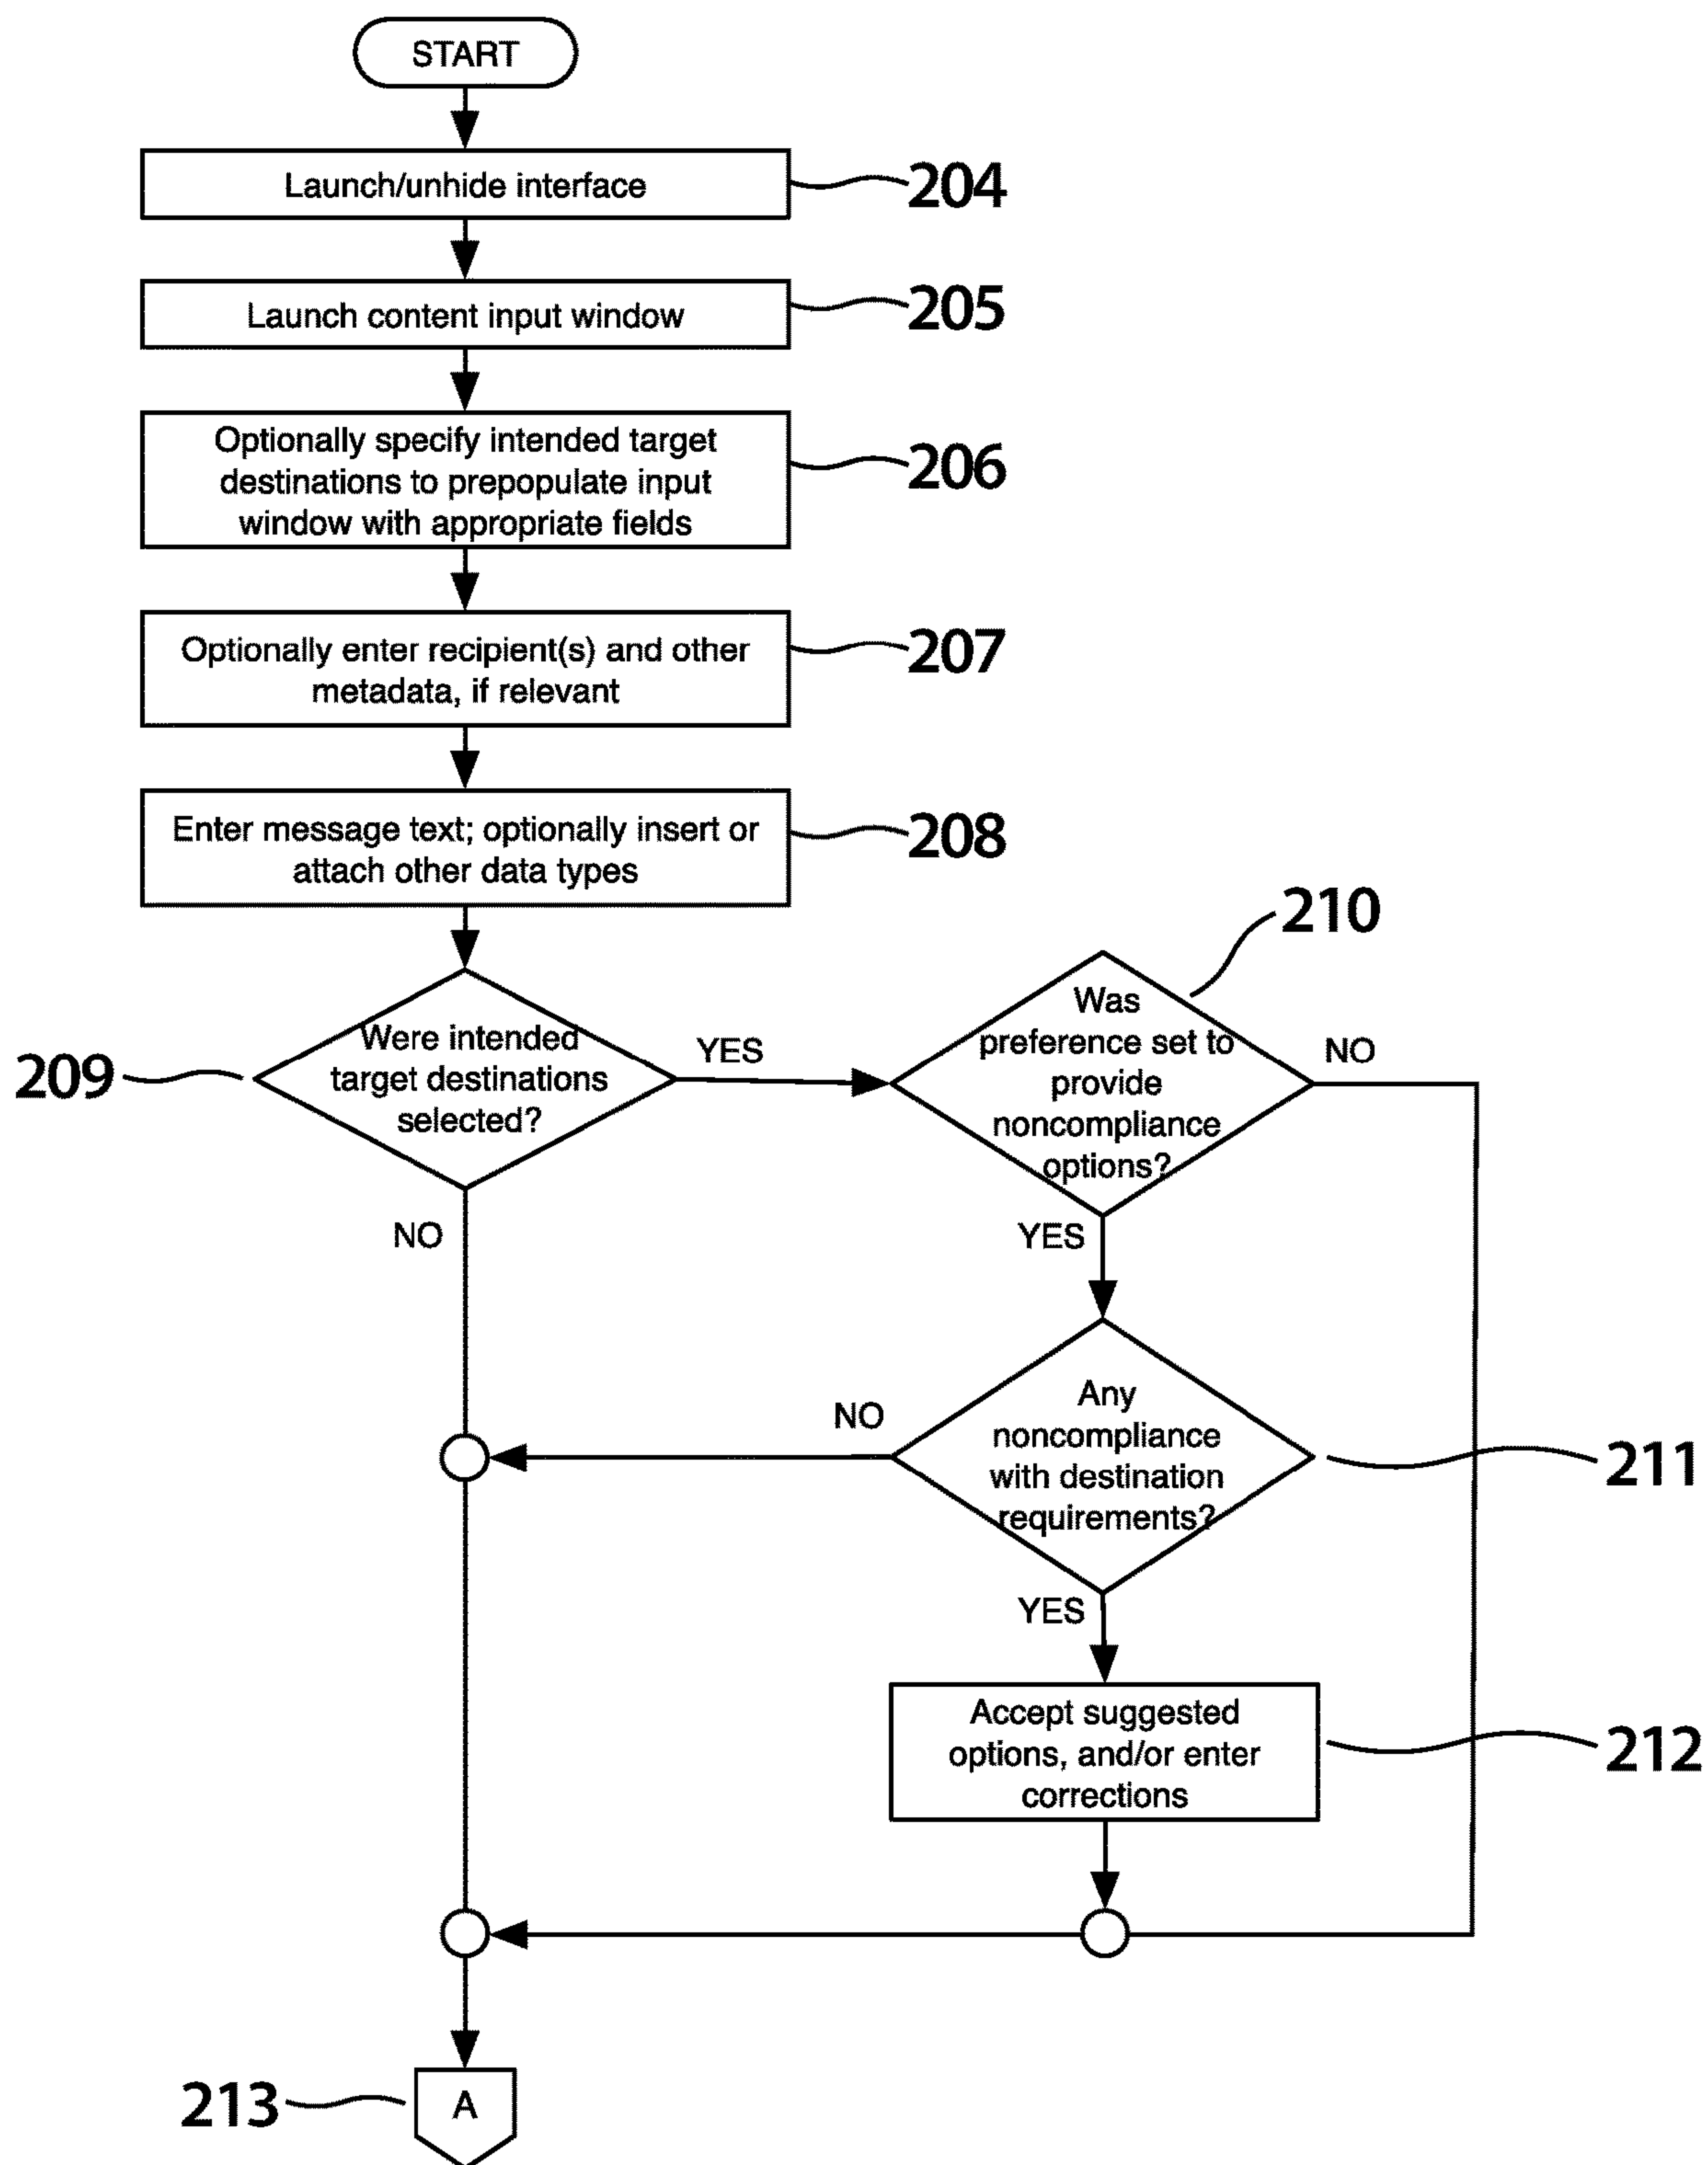 START
Launch/unhide interface
204
Launch content input window
205
Optionally specify intended target
destinations to prepopulate input
window with appropriate fields
206
Optionally enter recipient(s) and other
metadata, if relevant
207
Enter message text; optionally insert or
attach other data types
208
209
Were intended
target destinations
selected?
YES
NO
210
Was
preference set to
provide
noncompliance
options?
NO
YES
Any
noncompliance
with destination
requirements?
NO
211
YES
Accept suggested
options, and/or enter
corrections
212
213
A